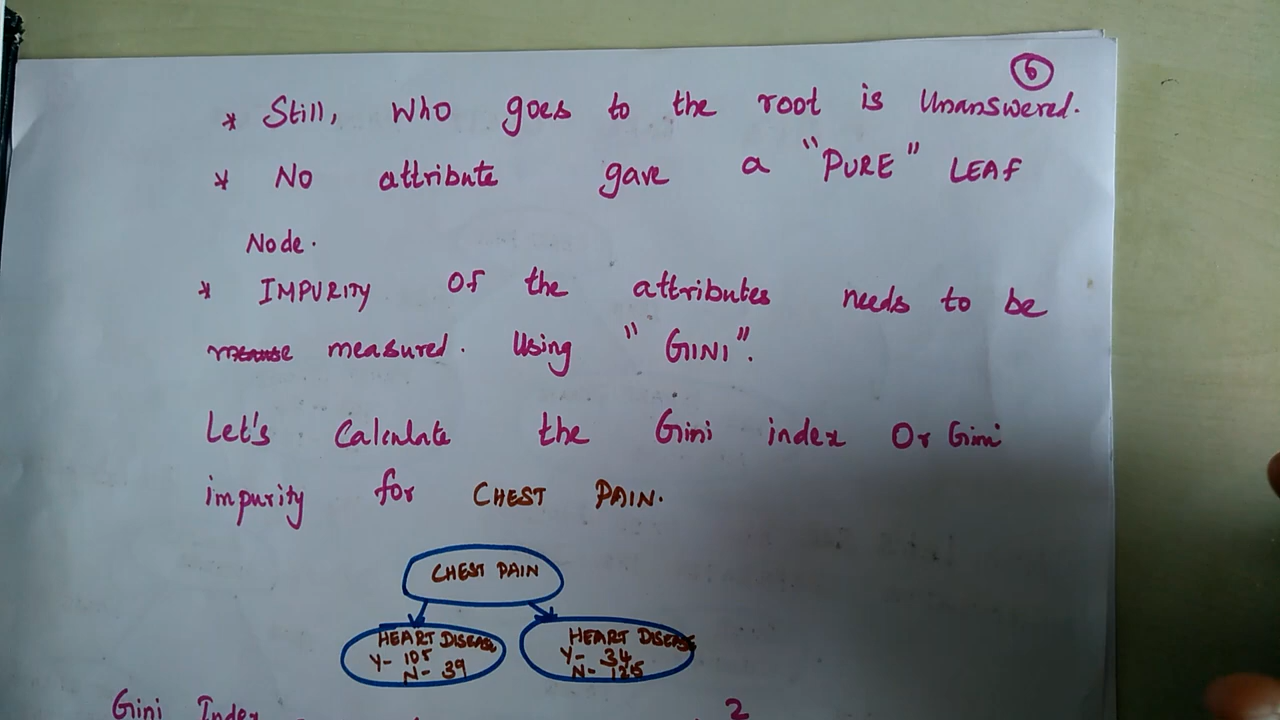 6
* Still, Who goes to the root is Unanswered.
* No attribute gave a "PURE" LEAF
Node.
* IMPURITY Of the attributes needs to be
measured. Using "GINI".
Let's Calculate the Gini index Or Gini
impurity for CHEST PAIN.
CHEST PAIN
HEART DISEASE
Y- 105
N- 39
HEART DISEASE
Y- 34
N- 125
Gini Index
2